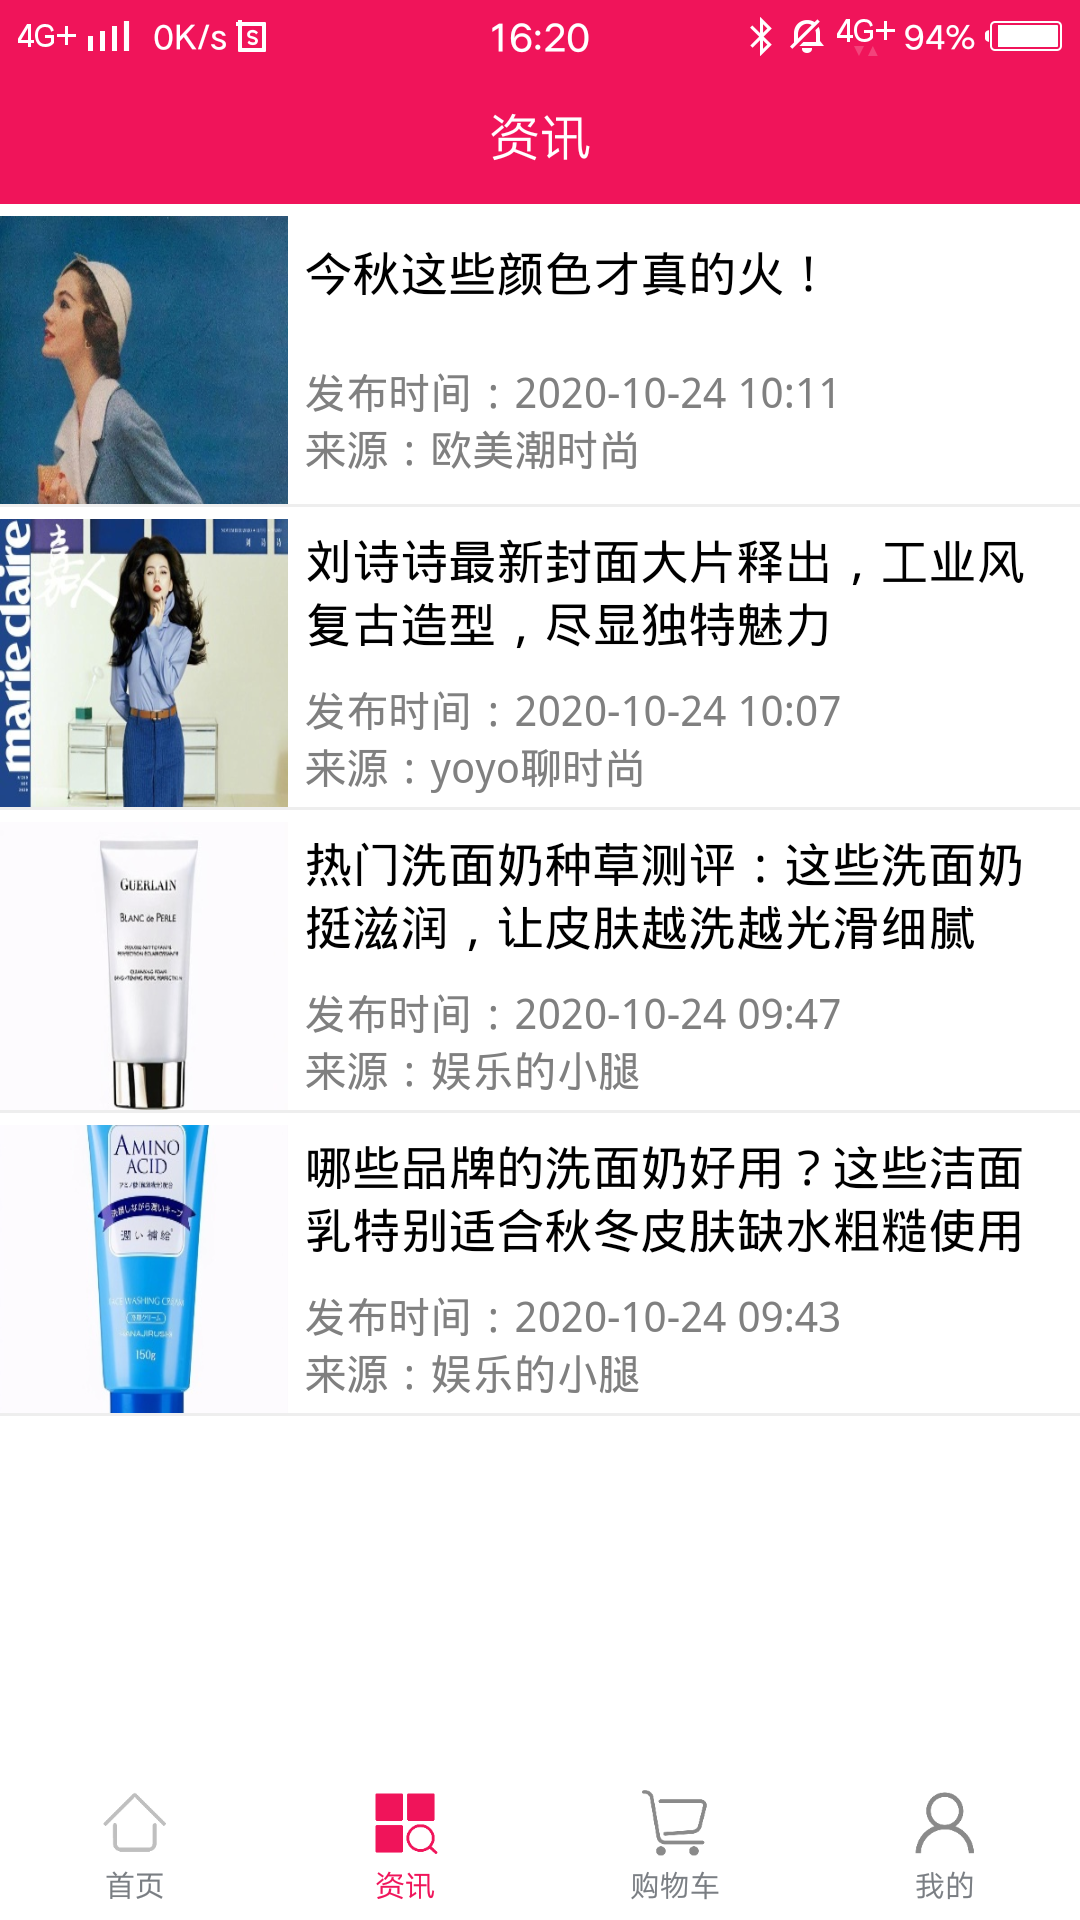 4G+ 0K/s S 16:20 4G+ 94%
资讯
今秋这些颜色才真的火！
发布时间：2020-10-24 10:11
来源：欧美潮时尚
marie claire
嘉人
刘诗诗最新封面大片释出，工业风
复古造型，尽显独特魅力
发布时间：2020-10-24 10:07
来源：yoyo聊时尚
GUERLAIN
BLANC de PERLE
热门洗面奶种草测评：这些洗面奶
挺滋润，让皮肤越洗越光滑细腻
发布时间：2020-10-24 09:47
来源：娱乐的小腿
AMINO
ACID
潤い補給
WASHING CREAM
150g
哪些品牌的洗面奶好用？这些洁面
乳特别适合秋冬皮肤缺水粗糙使用
发布时间：2020-10-24 09:43
来源：娱乐的小腿
首页
资讯
购物车
我的